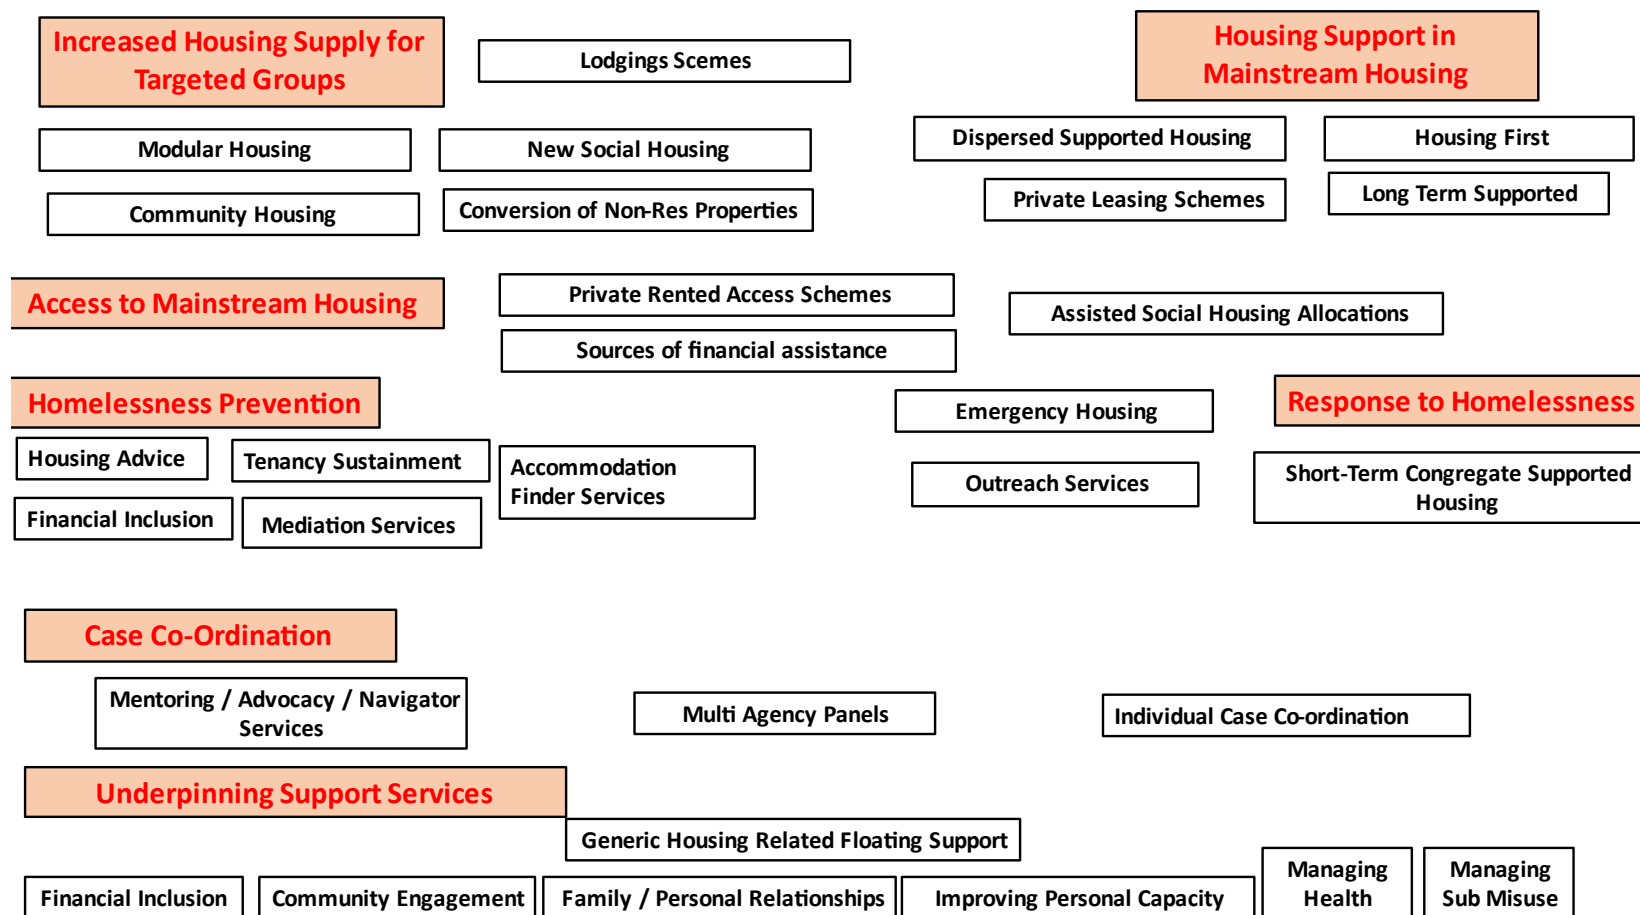 Increased Housing Supply for
Targeted Groups
Lodgings Scemes
Housing Support in
Mainstream Housing
Modular Housing
New Social Housing
Dispersed Supported Housing
Housing First
Community Housing
Conversion of Non-Res Properties
Private Leasing Schemes
Long Term Supported
Access to Mainstream Housing
Private Rented Access Schemes
Assisted Social Housing Allocations
Sources of financial assistance
Homelessness Prevention
Emergency Housing
Response to Homelessness
Housing Advice
Tenancy Sustainment
Accommodation
Finder Services
Outreach Services
Short-Term Congregate Supported
Housing
Financial Inclusion
Mediation Services
Case Co-Ordination
Mentoring / Advocacy / Navigator
Services
Multi Agency Panels
Individual Case Co-ordination
Underpinning Support Services
Generic Housing Related Floating Support
Financial Inclusion
Community Engagement
Family / Personal Relationships
Improving Personal Capacity
Managing
Health
Managing
Sub Misuse